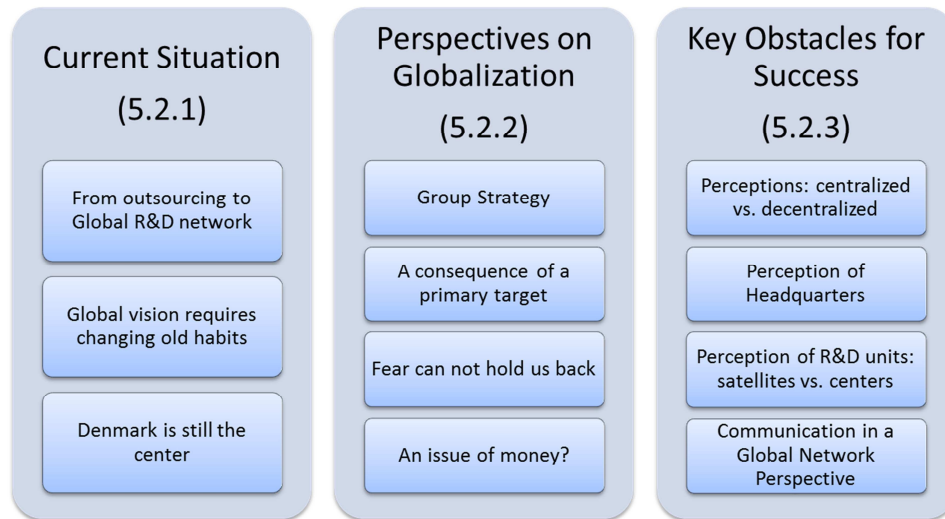 Current Situation
(5.2.1)
From outsourcing to
Global R&D network
Global vision requires
changing old habits
Denmark is still the
center
Perspectives on
Globalization
(5.2.2)
Group Strategy
A consequence of a
primary target
Fear can not hold us back
An issue of money?
Key Obstacles for
Success
(5.2.3)
Perceptions: centralized
vs. decentralized
Perception of
Headquarters
Perception of R&D units:
satellites vs. centers
Communication in a
Global Network
Perspective